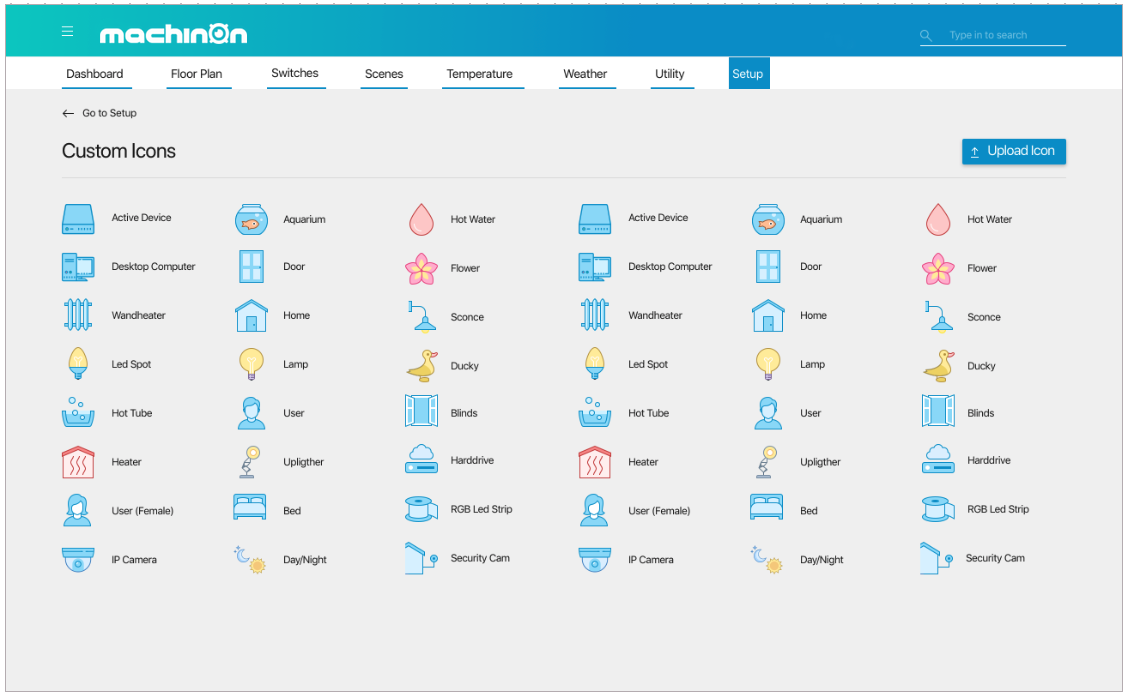 machinon
Type in to search
Dashboard Floor Plan Switches Scenes Temperature Weather Utility Setup
← Go to Setup
Custom Icons
Upload Icon
Active Device Aquarium Hot Water Active Device Aquarium Hot Water
Desktop Computer Door Flower Desktop Computer Door Flower
Wandheater Home Sconce Wandheater Home Sconce
Led Spot Lamp Ducky Led Spot Lamp Ducky
Hot Tube User Blinds Hot Tube User Blinds
Heater Upligther Harddrive Heater Upligther Harddrive
User (Female) Bed RGB Led Strip User (Female) Bed RGB Led Strip
IP Camera Day/Night Security Cam IP Camera Day/Night Security Cam